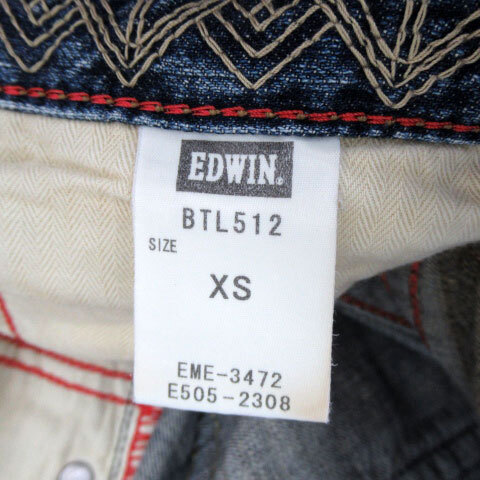 EDWIN.
BTL512
SIZE
XS
EME-3472
E505-2308